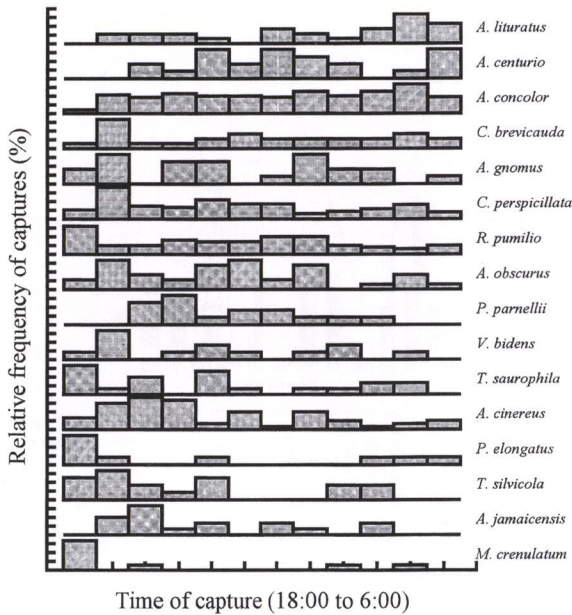 Relative frequency of captures (%)
A. lituratus
A. centurio
A. concolor
C. brevicauda
A. gnomus
C. perspicillata
R. pumilio
A. obscurus
P. parnellii
V. bidens
T. saurophila
A. cinereus
P. elongatus
T. silvicola
A. jamaicensis
M. crenulatum
Time of capture (18:00 to 6:00)